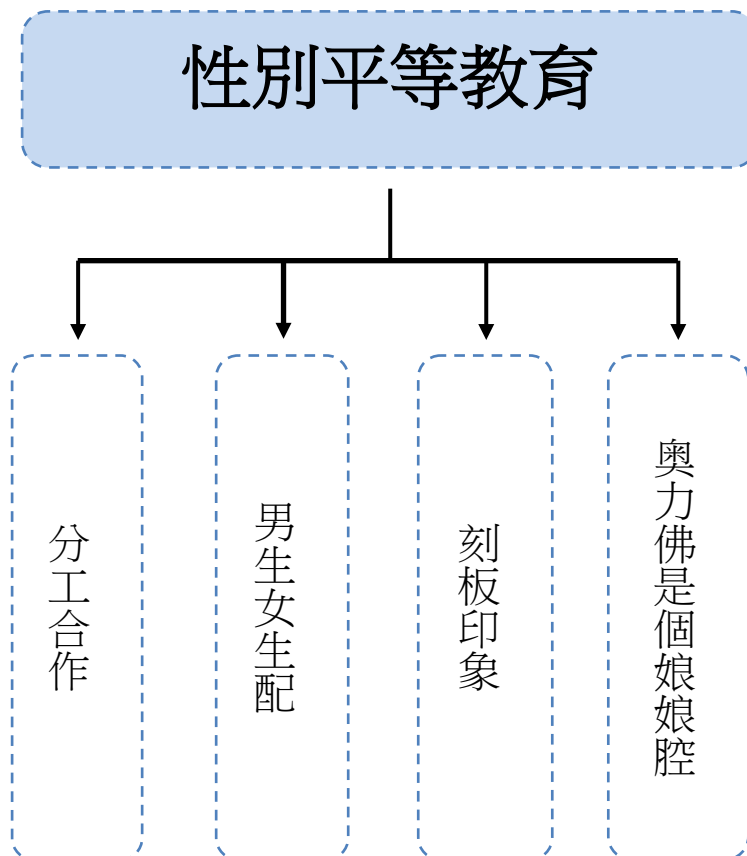 性別平等教育
分工合作
男生女生配
刻板印象
奧力佛是個娘娘腔